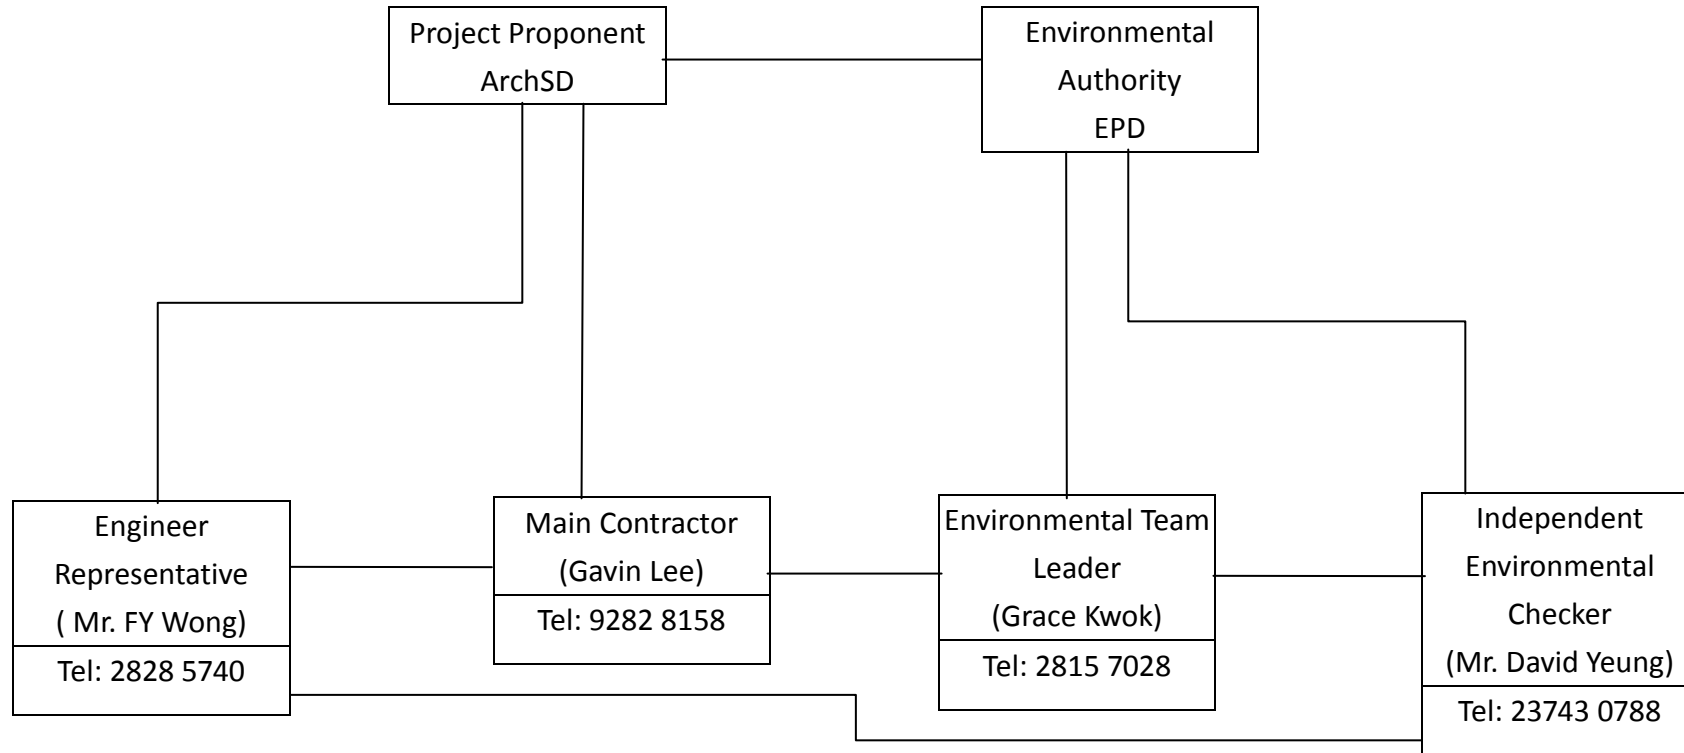 Project Proponent
ArchSD
Environmental
Authority
EPD
Engineer
Representative
( Mr. FY Wong)
Tel: 2828 5740
Main Contractor
(Gavin Lee)
Tel: 9282 8158
Environmental Team
Leader
(Grace Kwok)
Tel: 2815 7028
Independent
Environmental
Checker
(Mr. David Yeung)
Tel: 23743 0788